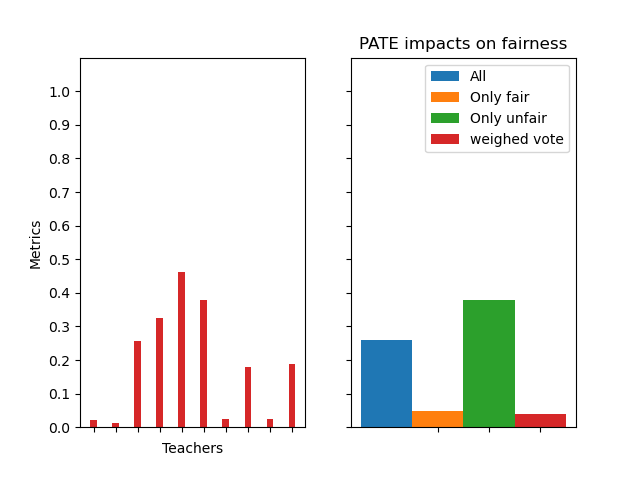 PATE impacts on fairness
All
Only fair
Only unfair
weighed vote
1.0
0.9
0.8
0.7
0.6
0.5
0.4
0.3
0.2
0.1
0.0
Metrics
Teachers